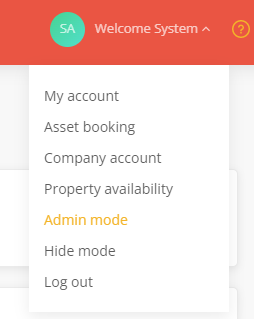 SA Welcome System ?
My account
Asset booking
Company account
Property availability
Admin mode
Hide mode
Log out